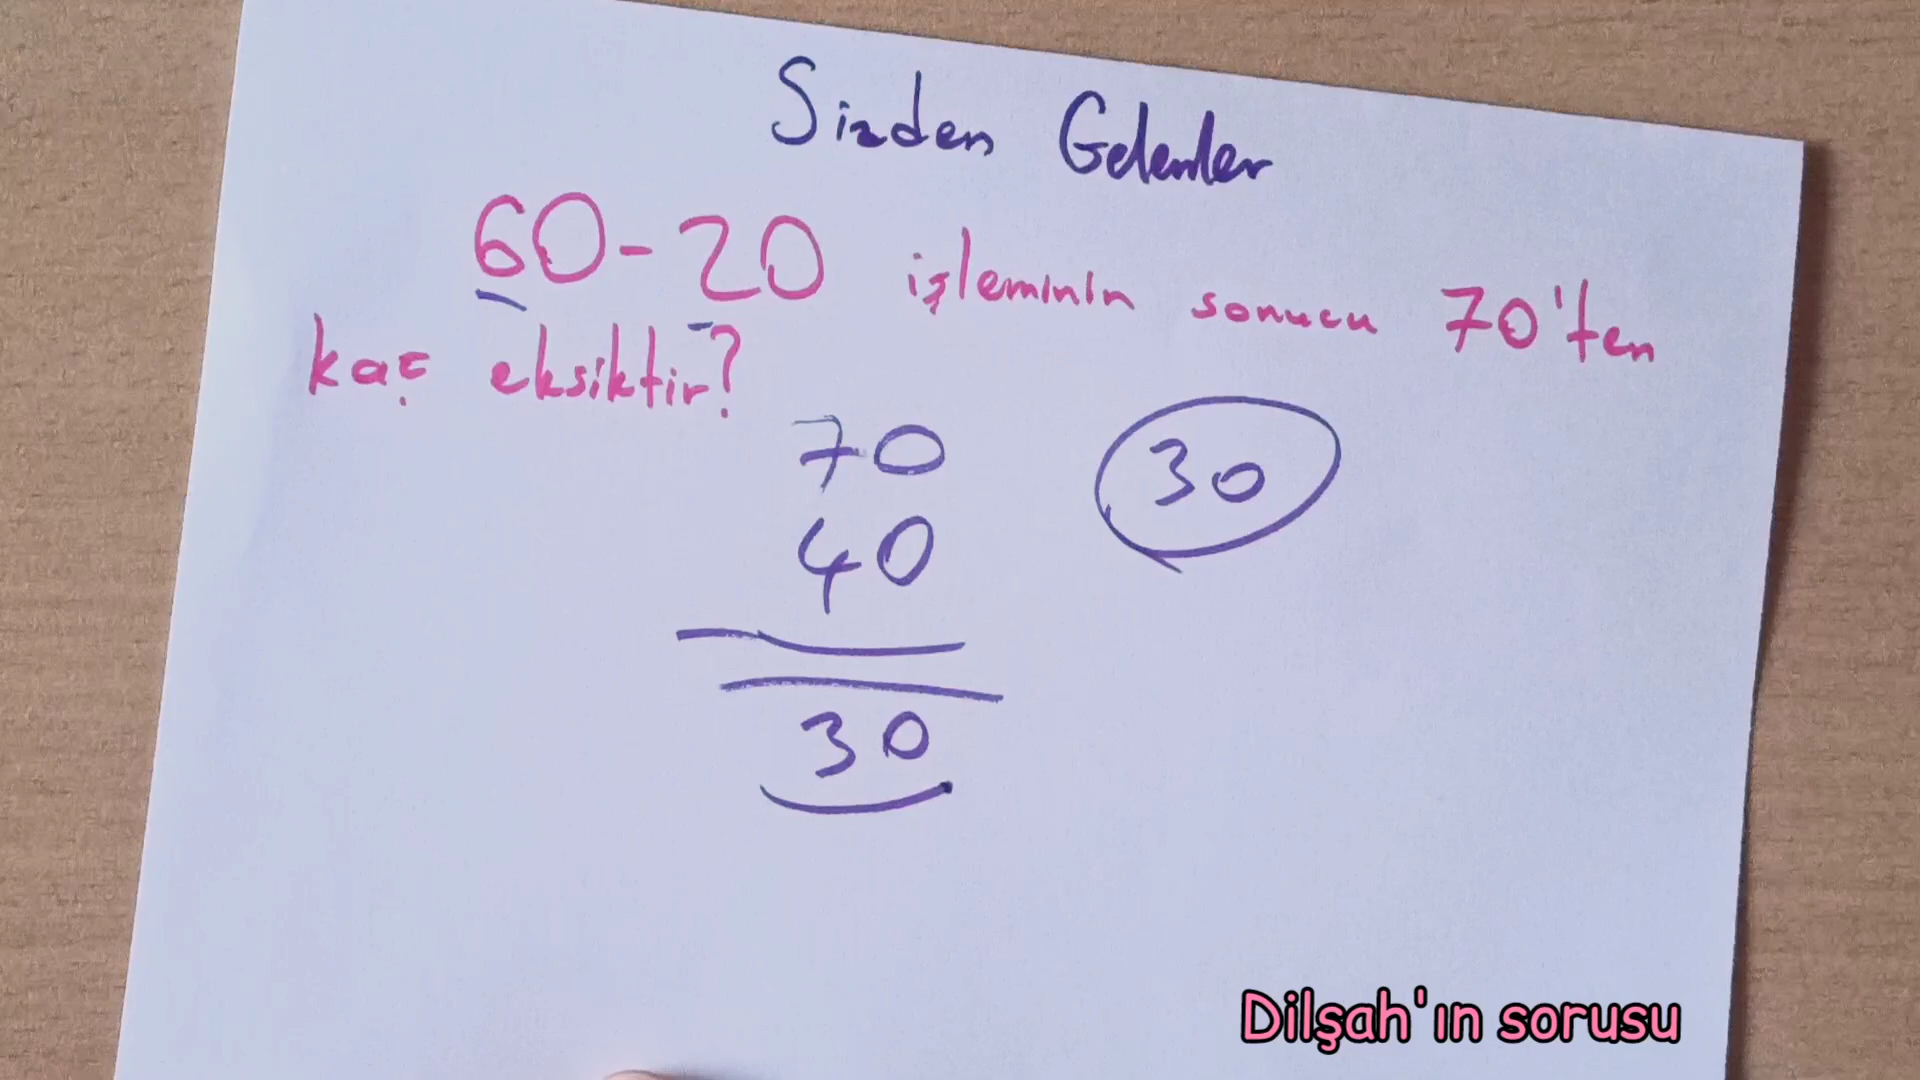 Sizden Gelenler
60-20 işleminin sonucu 70'ten
kaç eksiktir?
70
30
40
30
Dilşah'ın sorusu